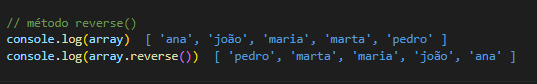 // método reverse()
console.log(array)  [ 'ana', 'joão', 'maria', 'marta', 'pedro' ]
console.log(array.reverse())  [ 'pedro', 'marta', 'maria', 'joão', 'ana' ]